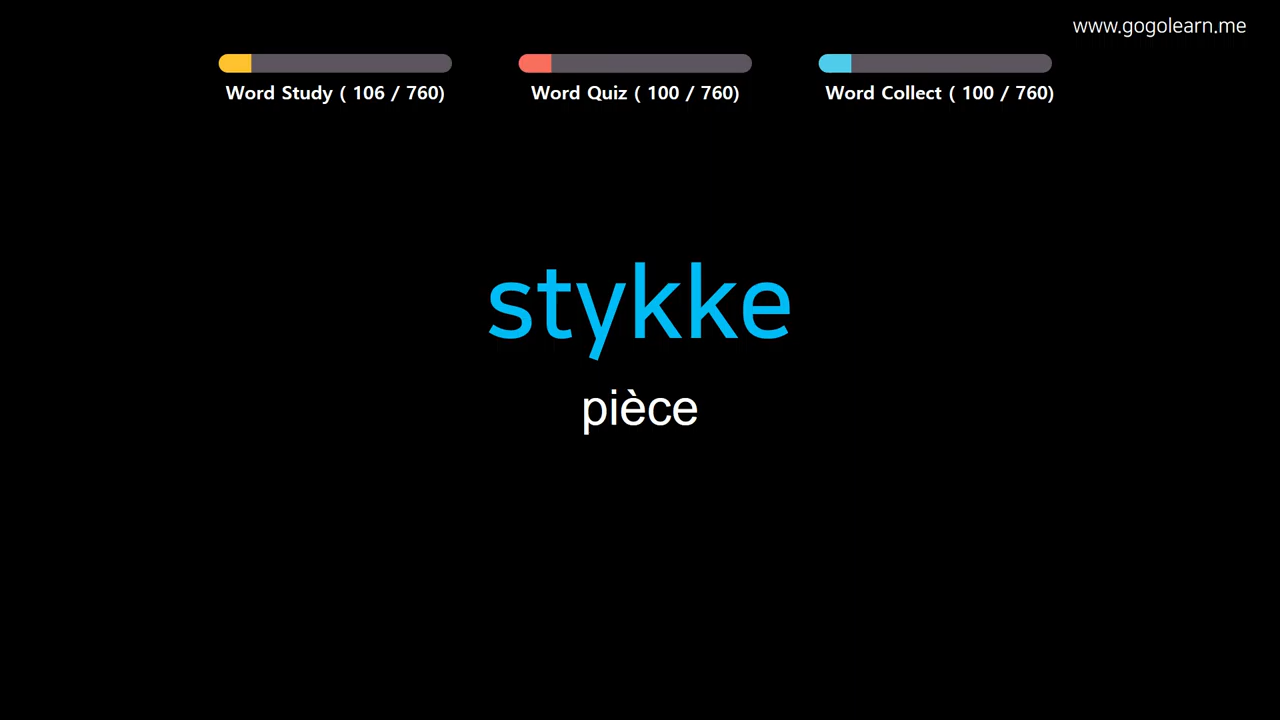 www.gogolearn.me
Word Study ( 106 / 760)
Word Quiz ( 100 / 760)
Word Collect ( 100 / 760)
stykke
pièce